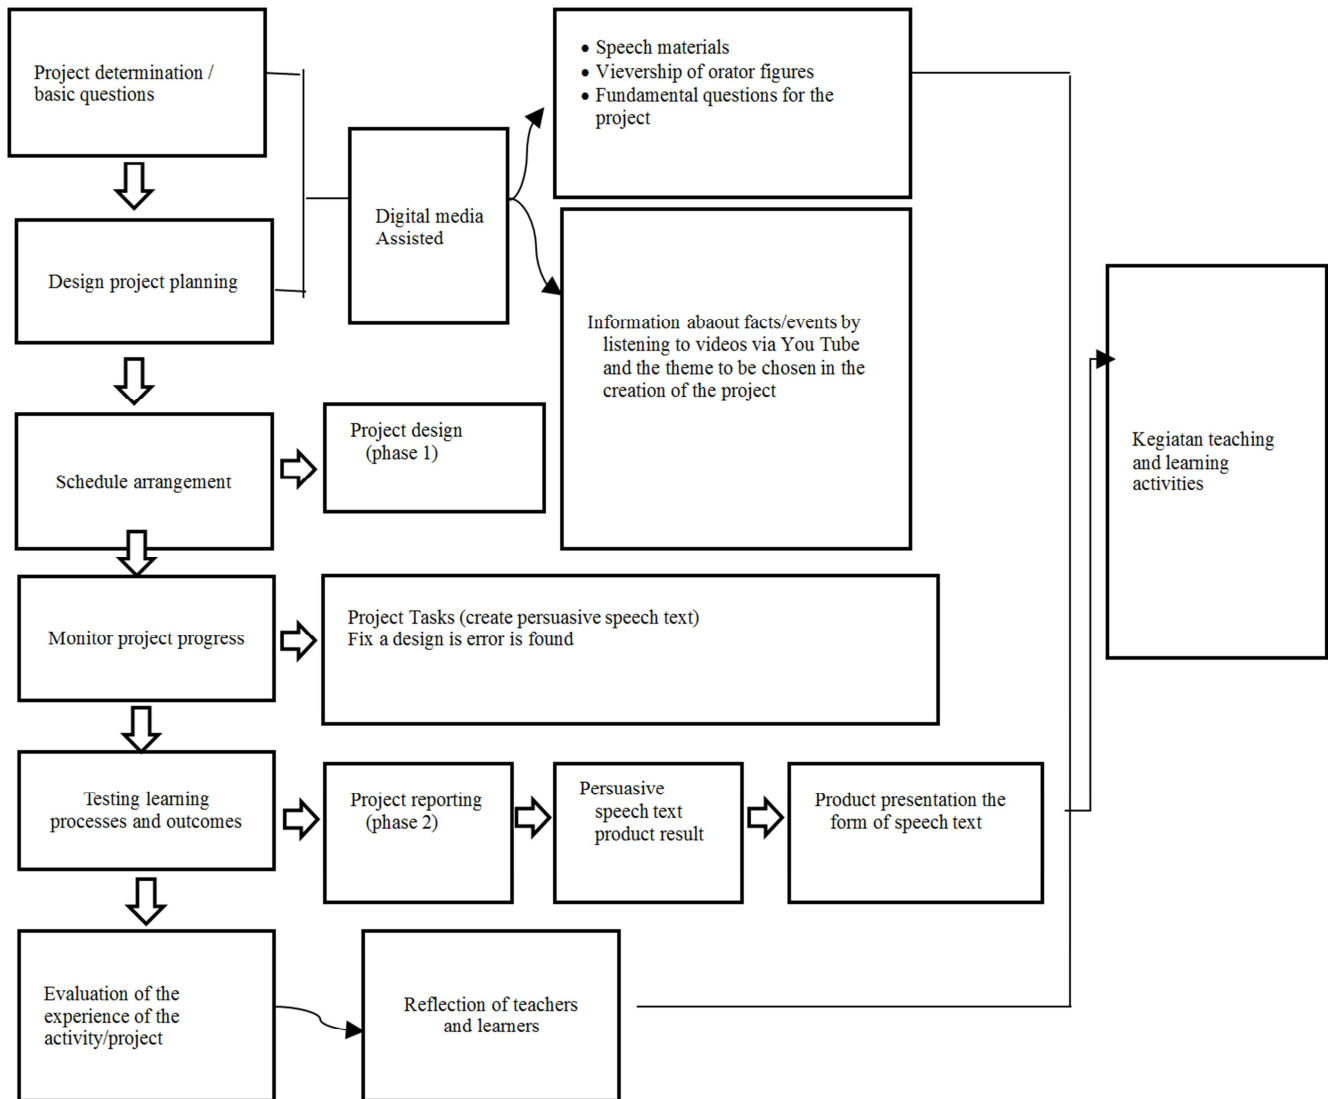 Project determination /
basic questions
• Speech materials
• Vievership of orator figures
• Fundamental questions for the
project
Digital media
Assisted
Design project planning
Information abaout facts/events by
listening to videos via You Tube
and the theme to be chosen in the
creation of the project
Kegiatan teaching
and learning
activities
Schedule arrangement
Project design
(phase 1)
Monitor project progress
Project Tasks (create persuasive speech text)
Fix a design is error is found
Testing learning
processes and outcomes
Project reporting
(phase 2)
Persuasive
speech text
product result
Product presentation the
form of speech text
Evaluation of the
experience of the
activity/project
Reflection of teachers
and learners